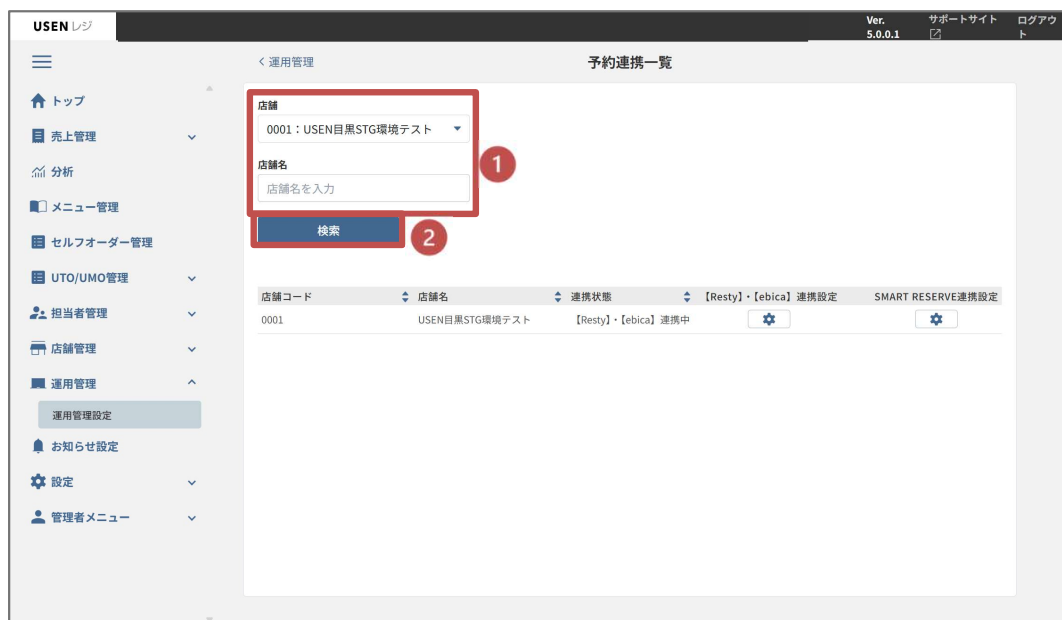 USEN レジ
Ver.
5.0.0.1
サポートサイト
ログアウ
ト
運用管理
予約連携一覧
トップ
売上管理
分析
メニュー管理
セルフオーダー管理
UTO/UMO管理
担当者管理
店舗管理
運用管理
運用管理設定
お知らせ設定
設定
管理者メニュー
店舗
0001：USEN目黒STG環境テスト
店舗名
店舗名を入力
1
検索
2
店舗コード 店舗名 連携状態 【Resty】・【ebica】連携設定 SMART RESERVE連携設定
0001 USEN目黒STG環境テスト 【Resty】・【ebica】連携中